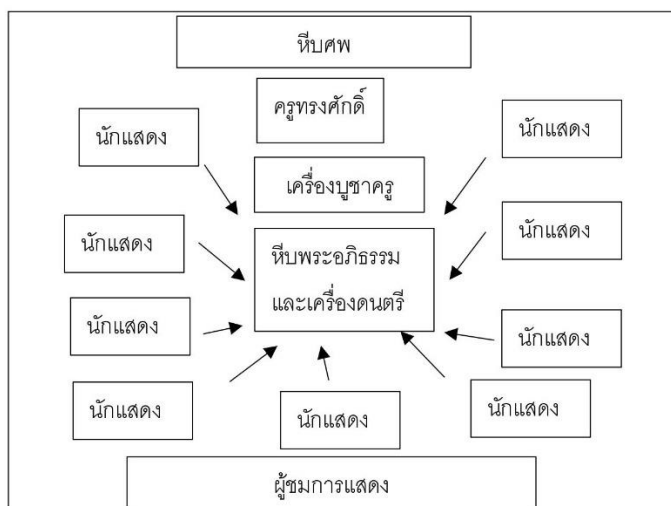 หีบศพ
ครูทรงศักดิ์
นักแสดง
นักแสดง
เครื่องบูชาครู
นักแสดง
นักแสดง
หีบพระอภิธรรม
และเครื่องดนตรี
นักแสดง
นักแสดง
นักแสดง
นักแสดง
นักแสดง
ผู้ชมการแสดง